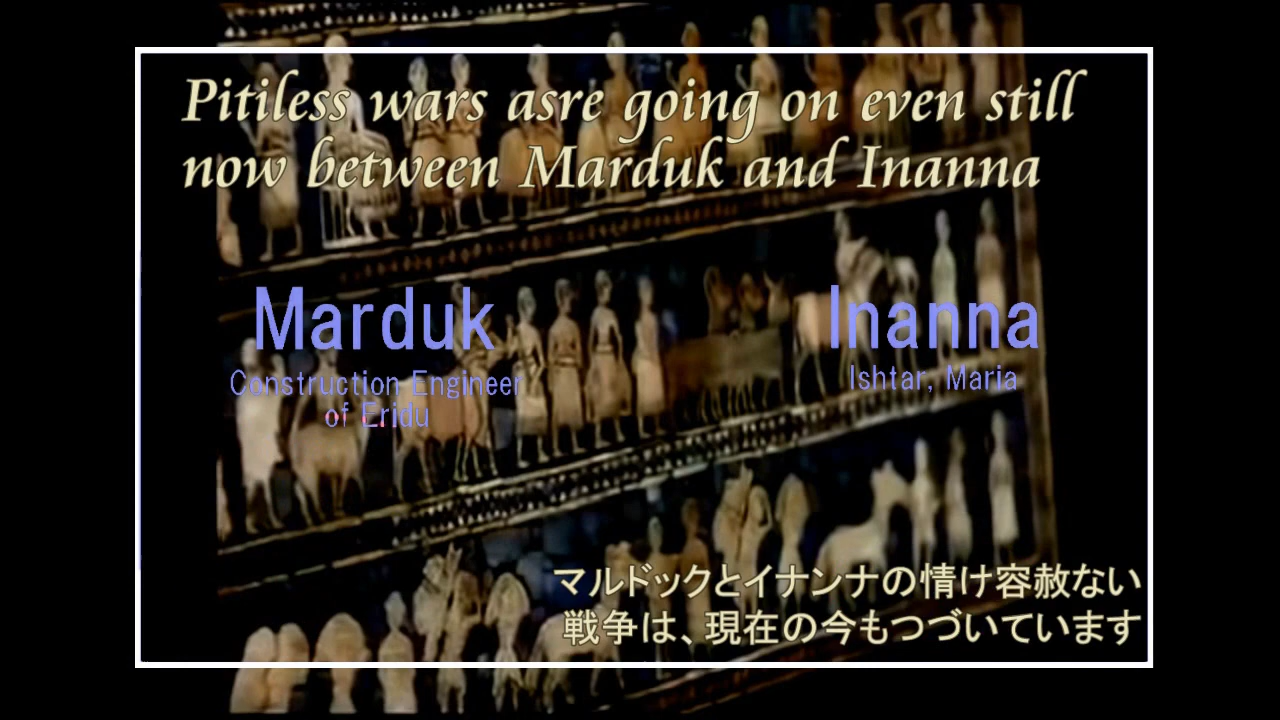 Pitiless wars asre going on even still
now between Marduk and Inanna
Marduk
Construction Engineer
of Eridu
Inanna
Ishtar, Maria
マルドックとイナンナの情け容赦ない
戦争は、現在の今もつづいています